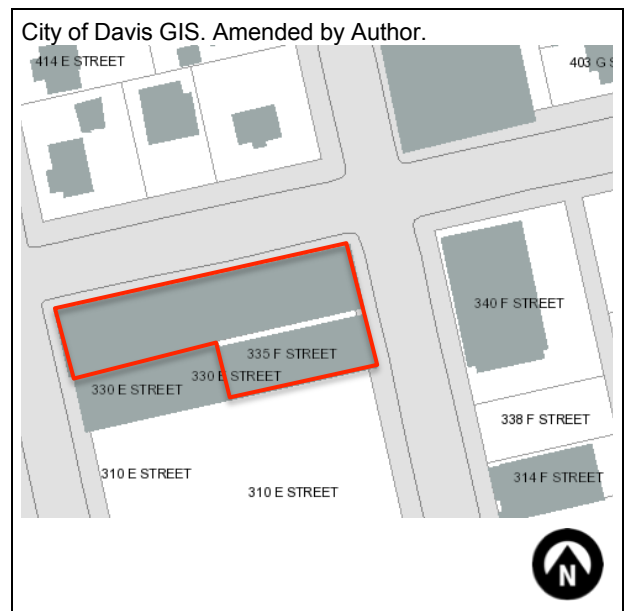 City of Davis GIS. Amended by Author.
414 E STREET
403 G S
340 F STREET
335 F STREET
330 E STREET
330 E STREET
338 F STREET
310 E STREET
314 F STREET
310 E STREET
N